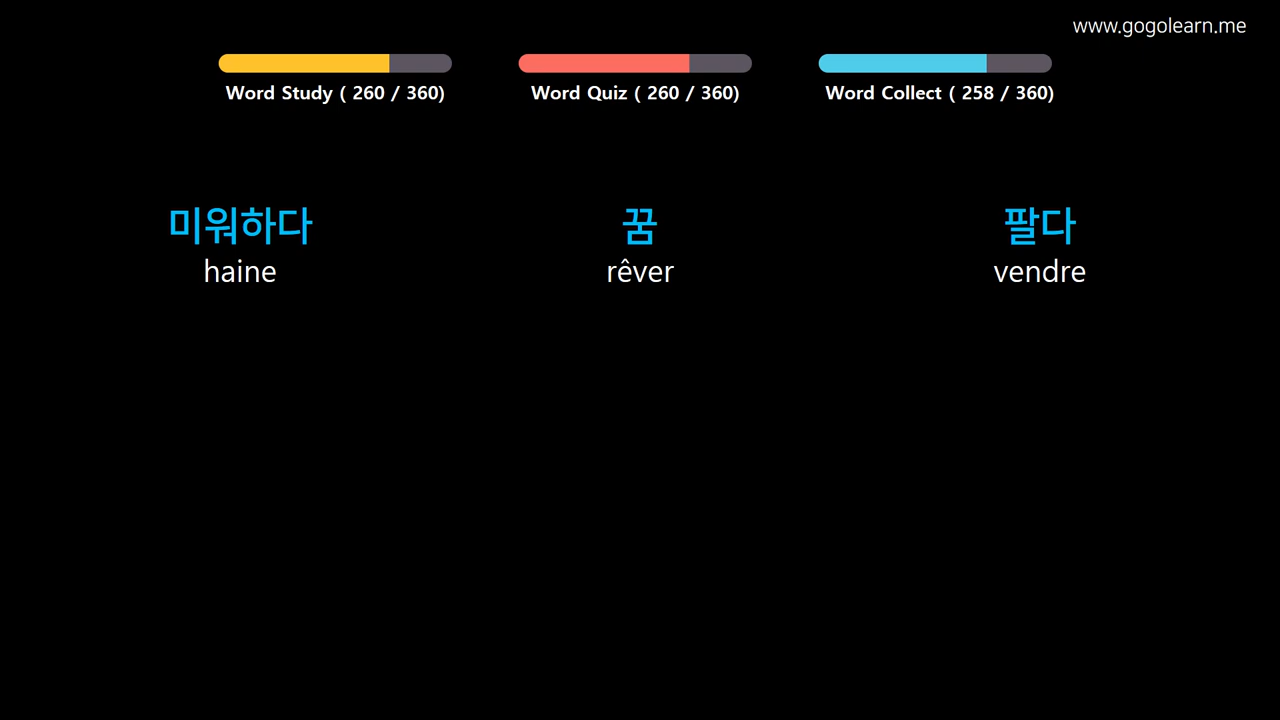 www.gogolearn.me
Word Study ( 260 / 360)
Word Quiz ( 260 / 360)
Word Collect ( 258 / 360)
미워하다
haine
꿈
rêver
팔다
vendre